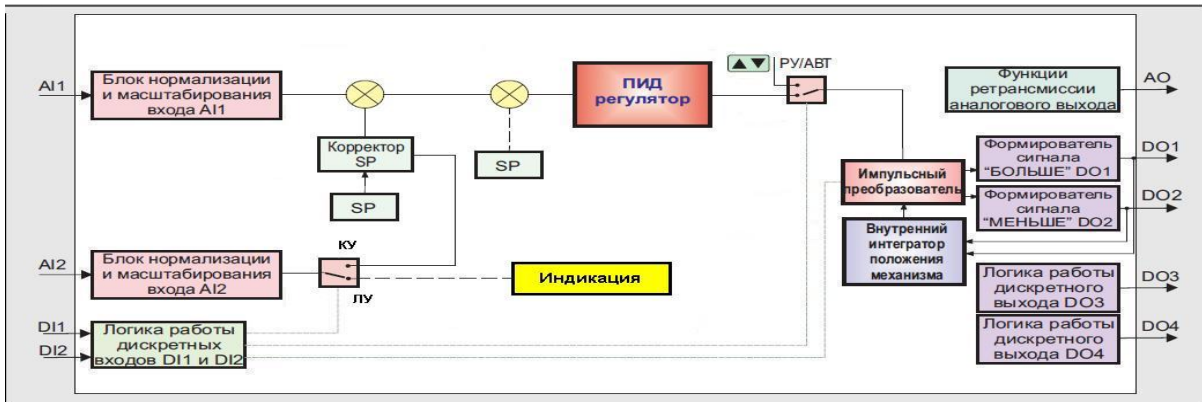 AI1
Блок нормализации
и масштабирования
входа AI1
Корректор
SP
SP
SP
ПИД
регулятор
РУ/АВТ
Функции
ретрансмиссии
аналогового выхода
AO
Формирователь
сигнала
“БОЛЬШЕ” DO1
DO1
Импульсный
преобразователь
Формирователь
сигнала
“МЕНЬШЕ” DO2
DO2
Внутренний
интегратор
положения
механизма
AI2
Блок нормализации
и масштабирования
входа AI2
КУ
ЛУ
Индикация
Логика работы
дискретного
выхода DO3
DO3
DI1
DI2
Логика работы
дискретных
входов DI1 и DI2
Логика работы
дискретного
выхода DO4
DO4